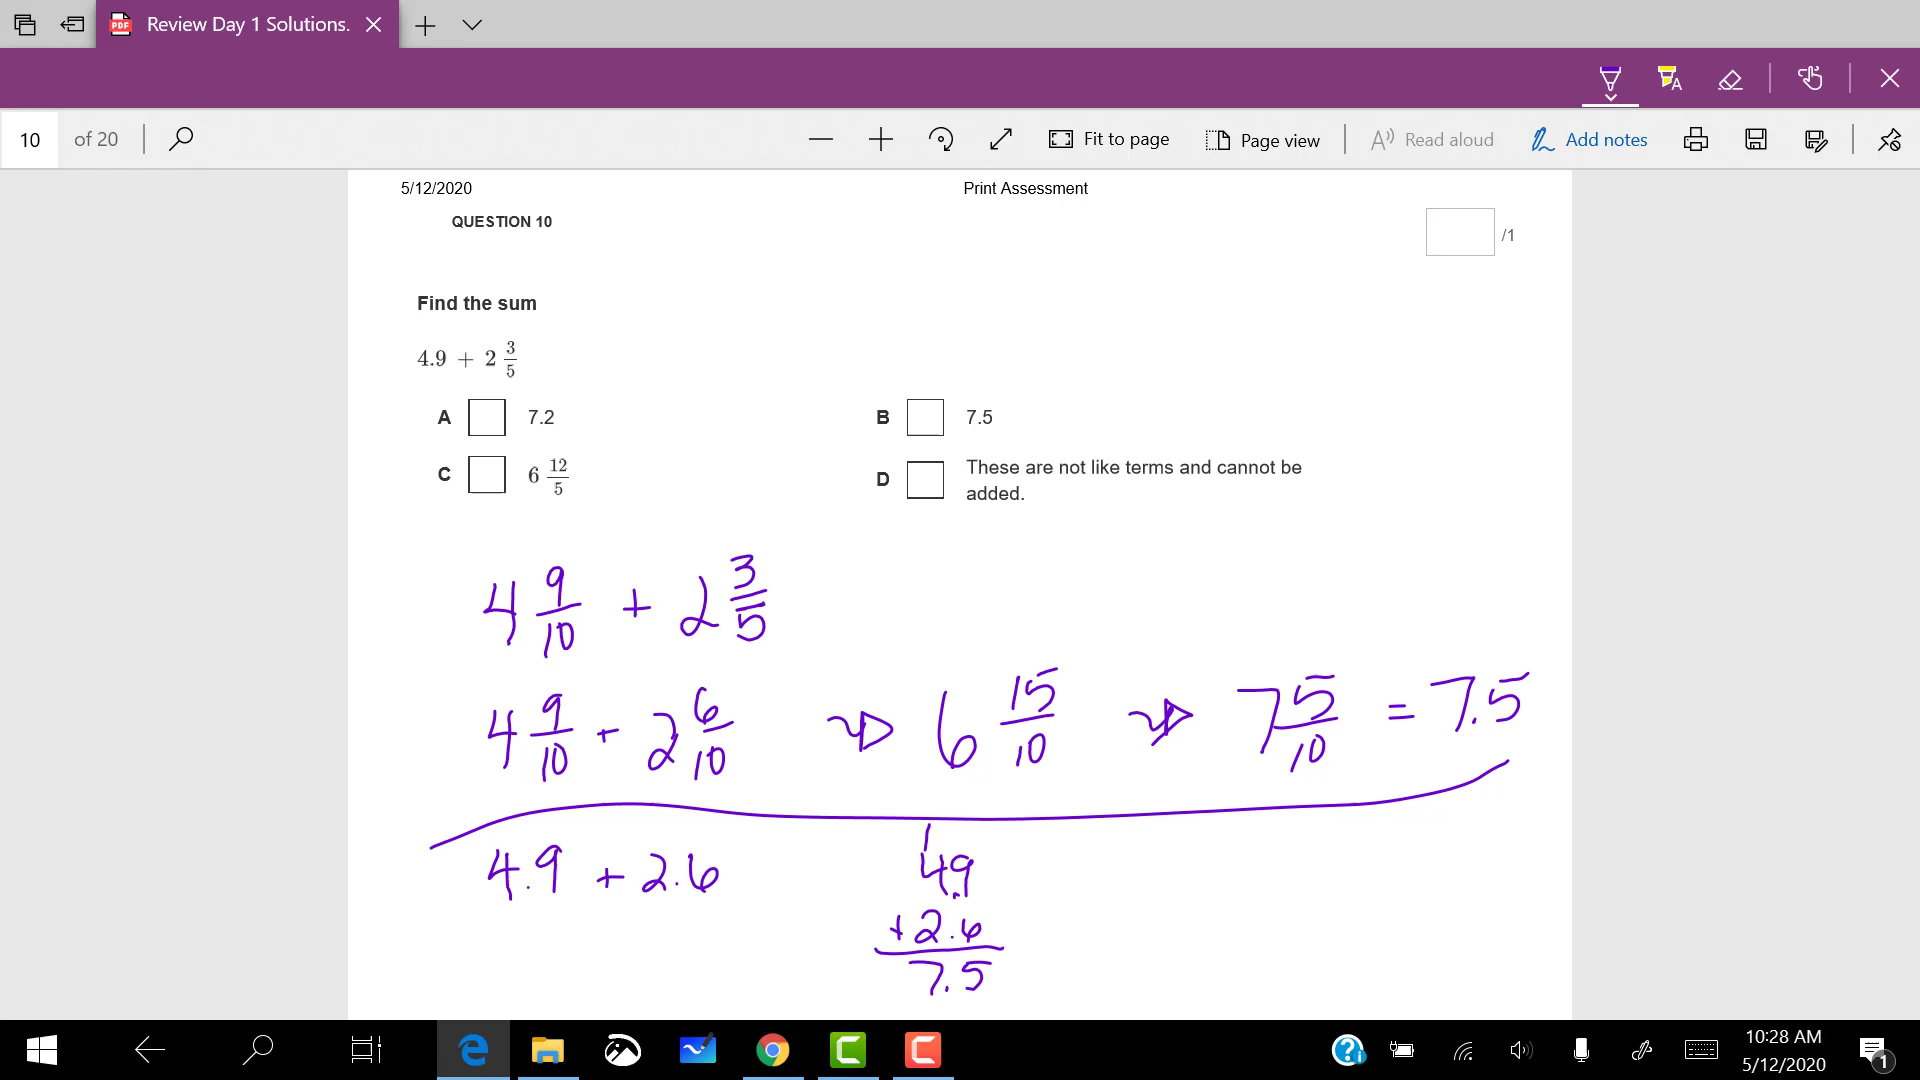 Review Day 1 Solutions.
10 of 20
Fit to page
Page view
Read aloud
Add notes
5/12/2020
Print Assessment
QUESTION 10
/1
Find the sum
4.9 + 2 3/5
A 7.2
B 7.5
C 6 12/5
D These are not like terms and cannot be
added.
4 9/10 + 2 3/5
4 9/10 + 2 6/10 → 6 15/10 → 7 5/10 = 7.5
4.9 + 2.6
1
4.9
+ 2.6
7.5
10:28 AM
5/12/2020
1